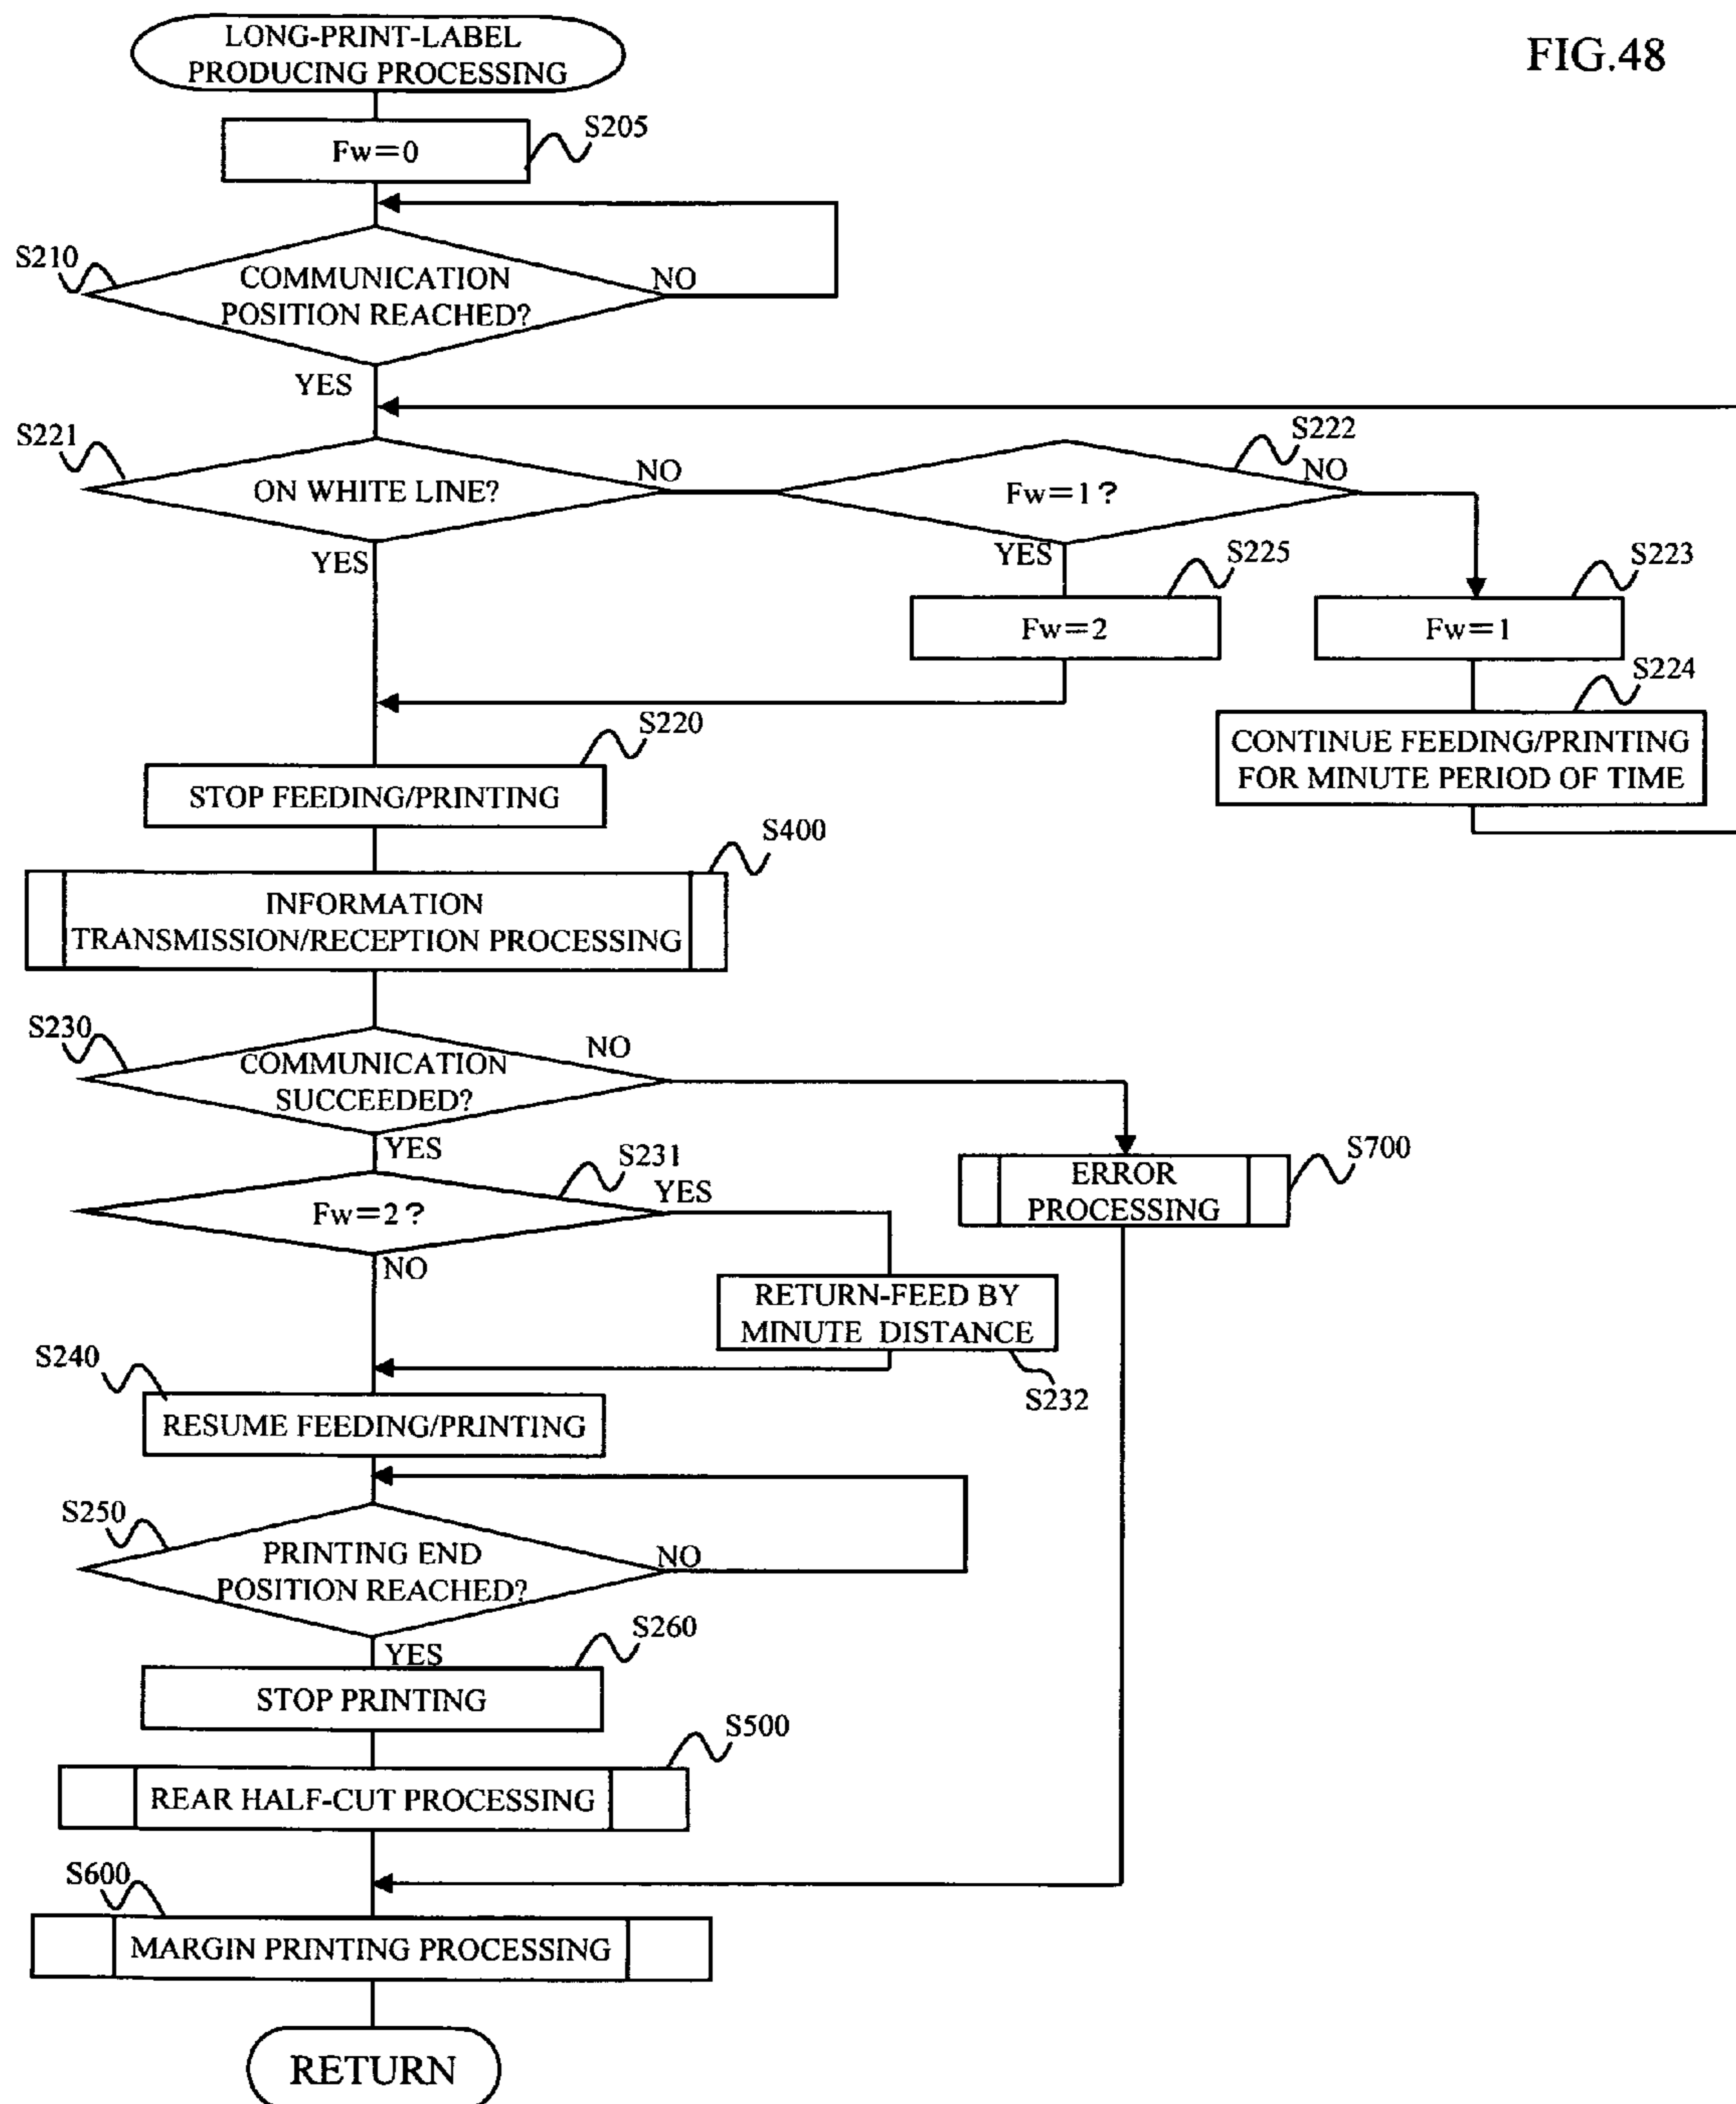 FIG.48
LONG-PRINT-LABEL
PRODUCING PROCESSING
S205
Fw=0
S210
COMMUNICATION
POSITION REACHED?
NO
YES
S221
ON WHITE LINE?
NO
YES
S222
Fw=1?
NO
YES
S225
Fw=2
S223
Fw=1
S224
CONTINUE FEEDING/PRINTING
FOR MINUTE PERIOD OF TIME
S220
STOP FEEDING/PRINTING
S400
INFORMATION
TRANSMISSION/RECEPTION PROCESSING
S230
COMMUNICATION
SUCCEEDED?
NO
YES
S231
Fw=2?
YES
NO
S700
ERROR
PROCESSING
RETURN-FEED BY
MINUTE DISTANCE
S232
S240
RESUME FEEDING/PRINTING
S250
PRINTING END
POSITION REACHED?
NO
YES
S260
STOP PRINTING
S500
REAR HALF-CUT PROCESSING
S600
MARGIN PRINTING PROCESSING
RETURN